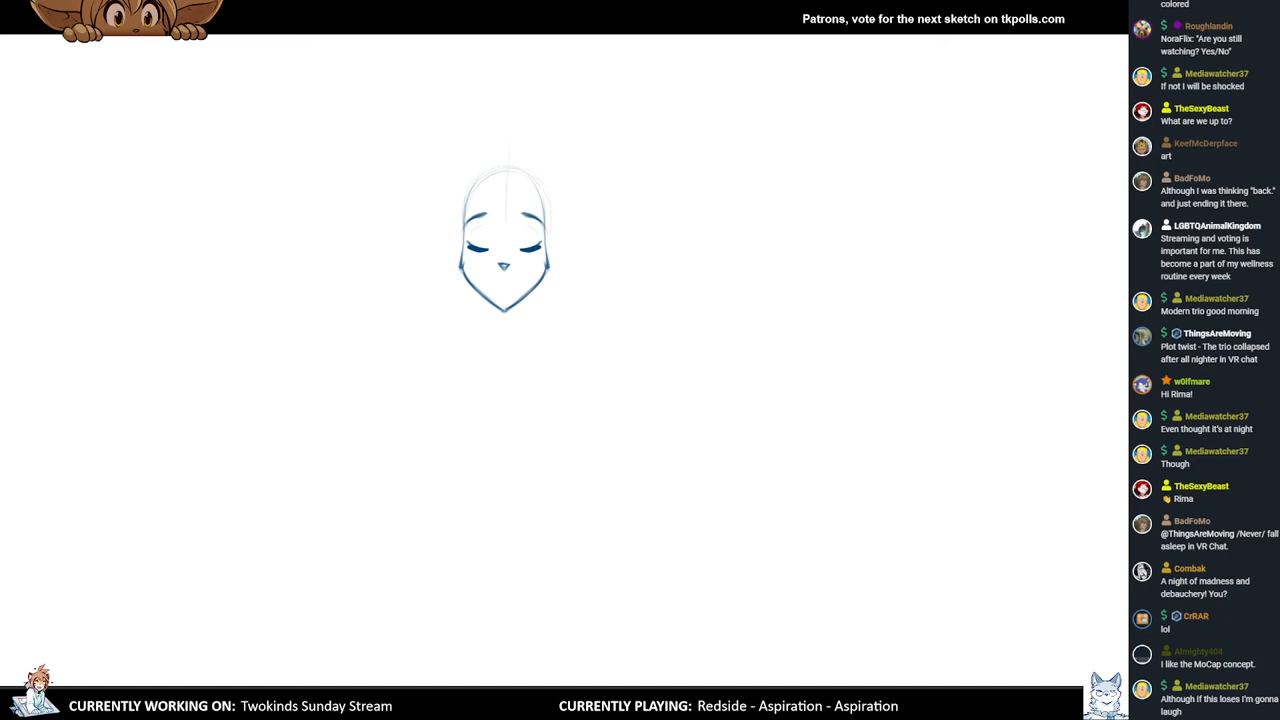 Patrons, vote for the next sketch on tkpolls.com
colored
$ Roughlandin
NoraFlix: "Are you still
watching? Yes/No"
$ Mediawatcher37
If not I will be shocked
TheSexyBeast
What are we up to?
KeefMcDerpface
art
BadFoMo
Although I was thinking "back."
and just ending it there.
LGBTQAnimalKingdom
Streaming and voting is
important for me. This has
become a part of my wellness
routine every week
$ Mediawatcher37
Modern trio good morning
$ ThingsAreMoving
Plot twist - The trio collapsed
after all nighter in VR chat
w0lfmare
Hi Rima!
$ Mediawatcher37
Even thought it's at night
$ Mediawatcher37
Though
TheSexyBeast
Rima
BadFoMo
@ThingsAreMoving /Never/ fall
asleep in VR Chat.
Combak
A night of madness and
debauchery! You?
$ CrRAR
lol
Almighty404
I like the MoCap concept.
$ Mediawatcher37
Although if this loses I'm gonna
laugh
CURRENTLY WORKING ON: Twokinds Sunday Stream
CURRENTLY PLAYING: Redside - Aspiration - Aspiration